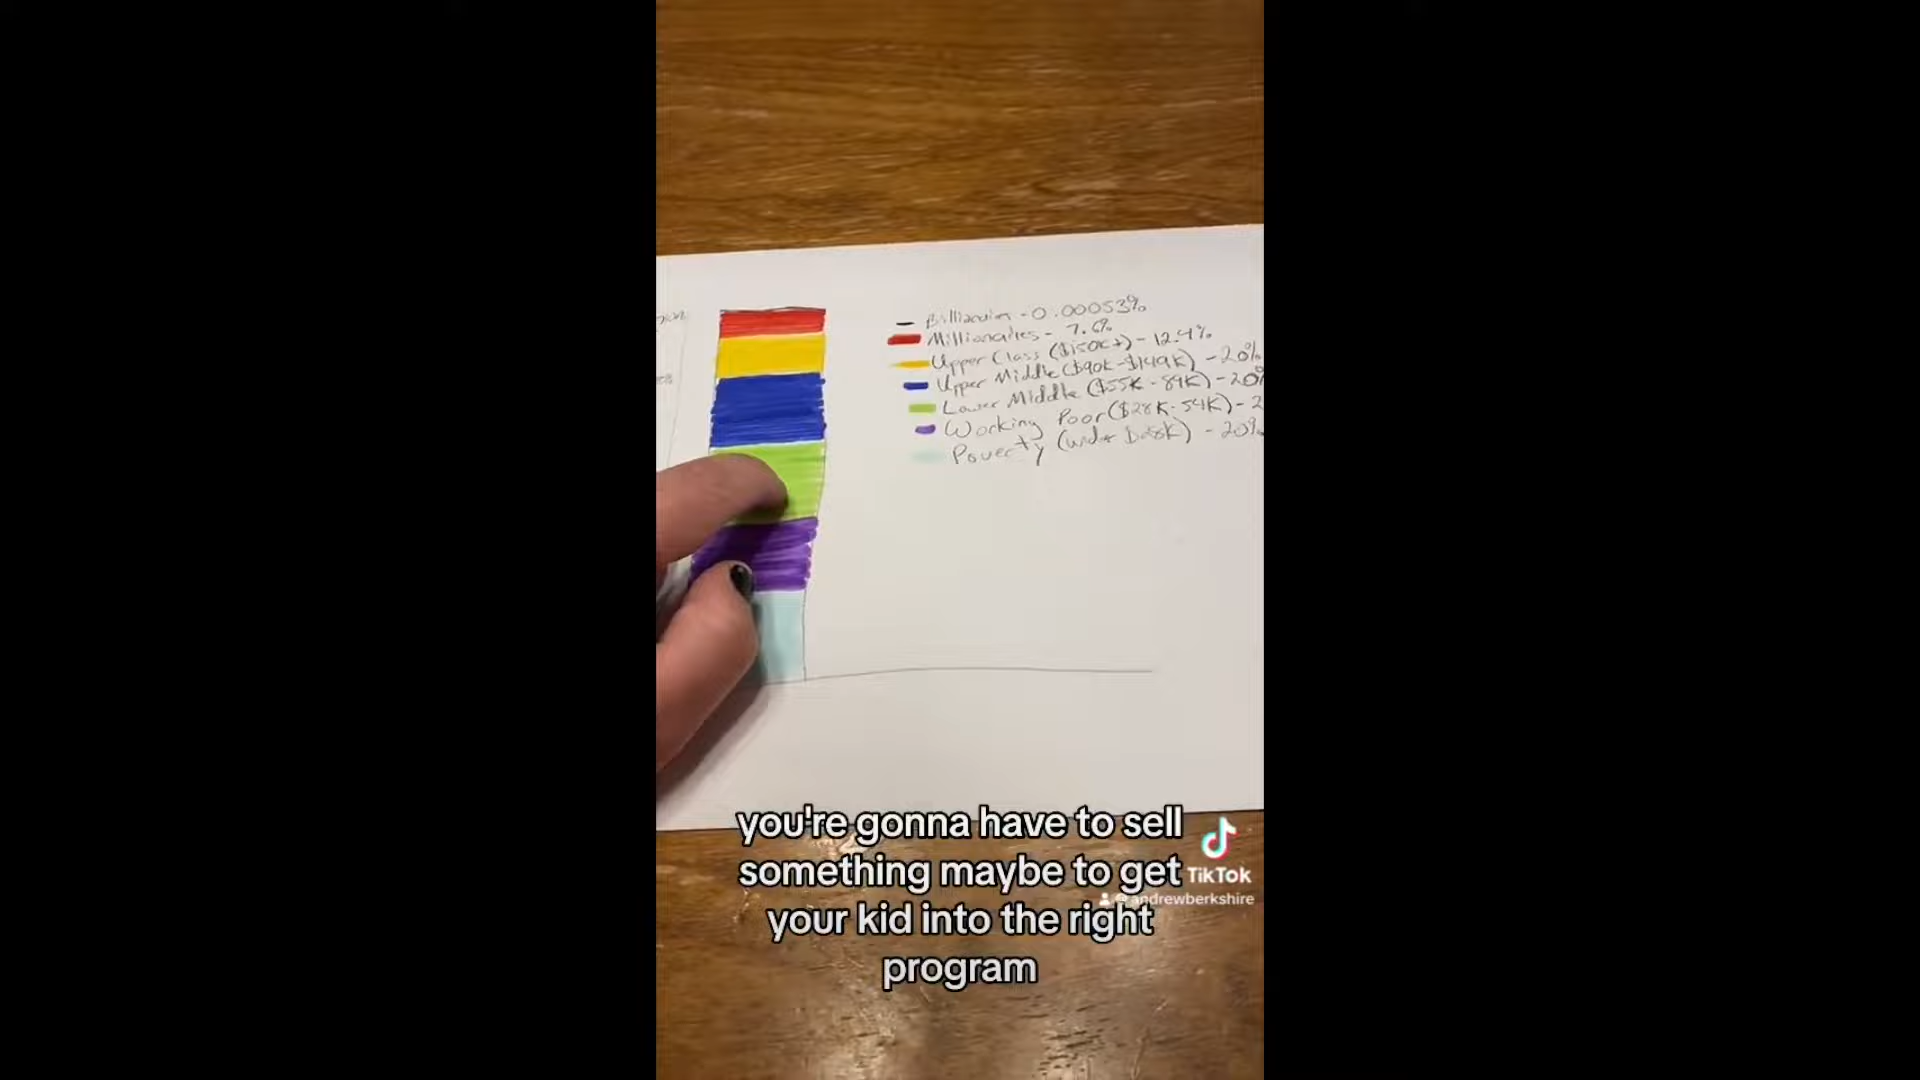 Billionaires - 0.00053%
Millionaires - 7.6%
Upper Class ($150K+) - 12.4%
Upper Middle ($90K-$149K) - 20%
Lower Middle ($55K - 89K) - 20%
Working Poor ($28K-54K) - 2
Poverty (under $28K) - 20%
you're gonna have to sell
something maybe to get
your kid into the right
program
TikTok
@andrewberkshire